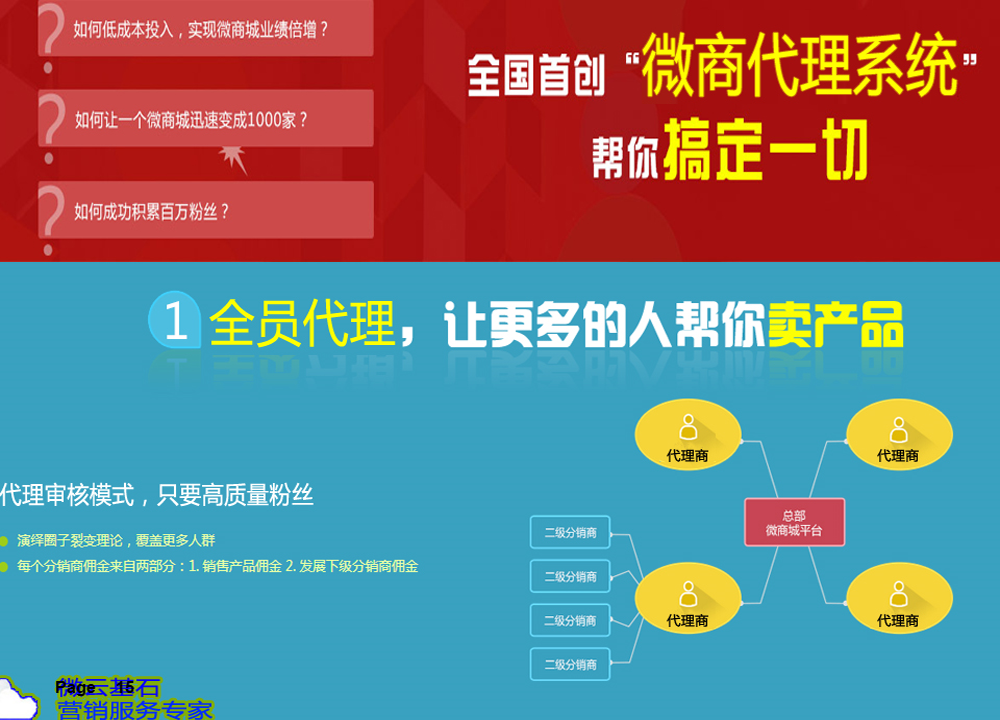 如何低成本投入，实现微商城业绩倍增？
如何让一个微商城迅速变成1000家？
如何成功积累百万粉丝？
全国首创 “微商代理系统”
帮你搞定一切
1 全员代理，让更多的人帮你卖产品
代理审核模式，只要高质量粉丝
演绎圈子裂变理论，覆盖更多人群
每个分销商佣金来自两部分：1. 销售产品佣金 2. 发展下级分销商佣金
代理商
代理商
总部
微商城平台
二级分销商
二级分销商
二级分销商
二级分销商
代理商
代理商
Page 16
微云基石
营销服务专家